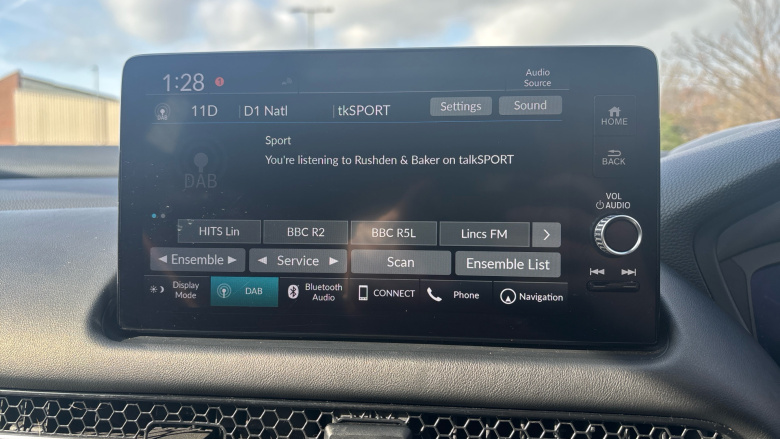 1:28
Audio
Source
DAB
11D
D1 Natl
tkSPORT
Settings
Sound
HOME
Sport
You're listening to Rushden & Baker on talkSPORT
BACK
DAB
VOL
AUDIO
HITS Lin
BBC R2
BBC R5L
Lincs FM
Ensemble
Service
Scan
Ensemble List
Display
Mode
DAB
Bluetooth
Audio
CONNECT
Phone
Navigation